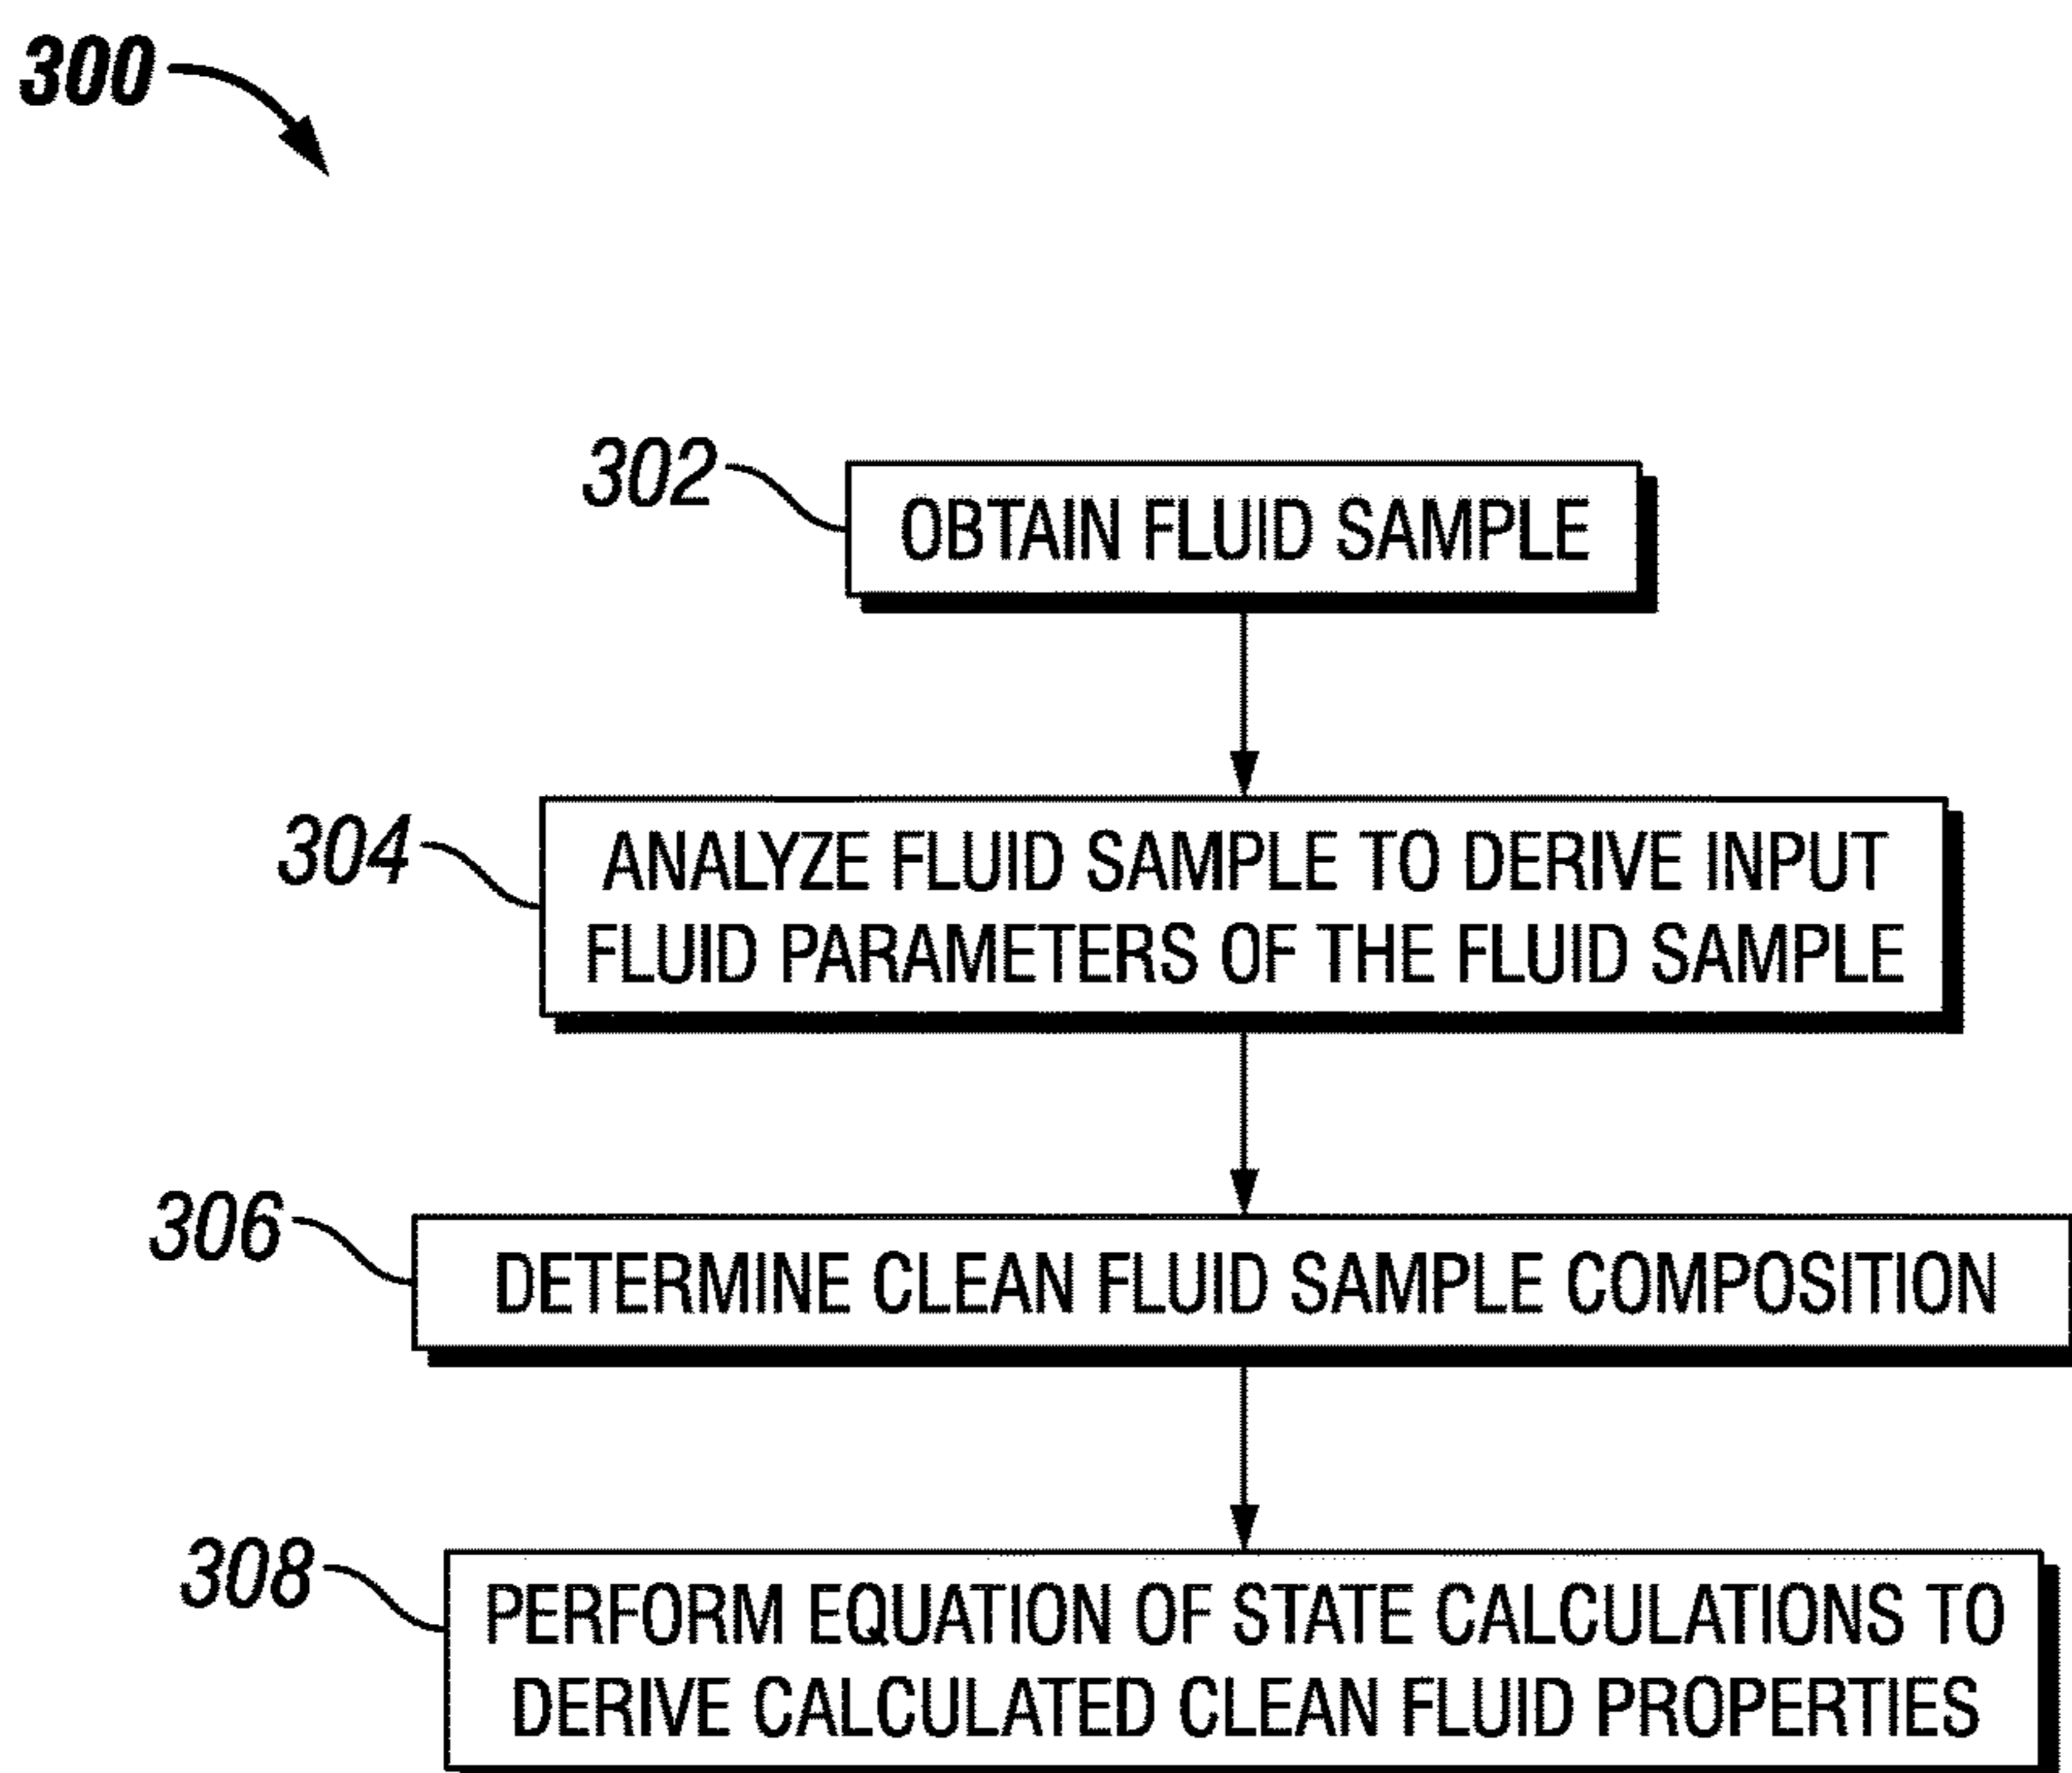 300
302
OBTAIN FLUID SAMPLE
304
ANALYZE FLUID SAMPLE TO DERIVE INPUT
FLUID PARAMETERS OF THE FLUID SAMPLE
306
DETERMINE CLEAN FLUID SAMPLE COMPOSITION
308
PERFORM EQUATION OF STATE CALCULATIONS TO
DERIVE CALCULATED CLEAN FLUID PROPERTIES